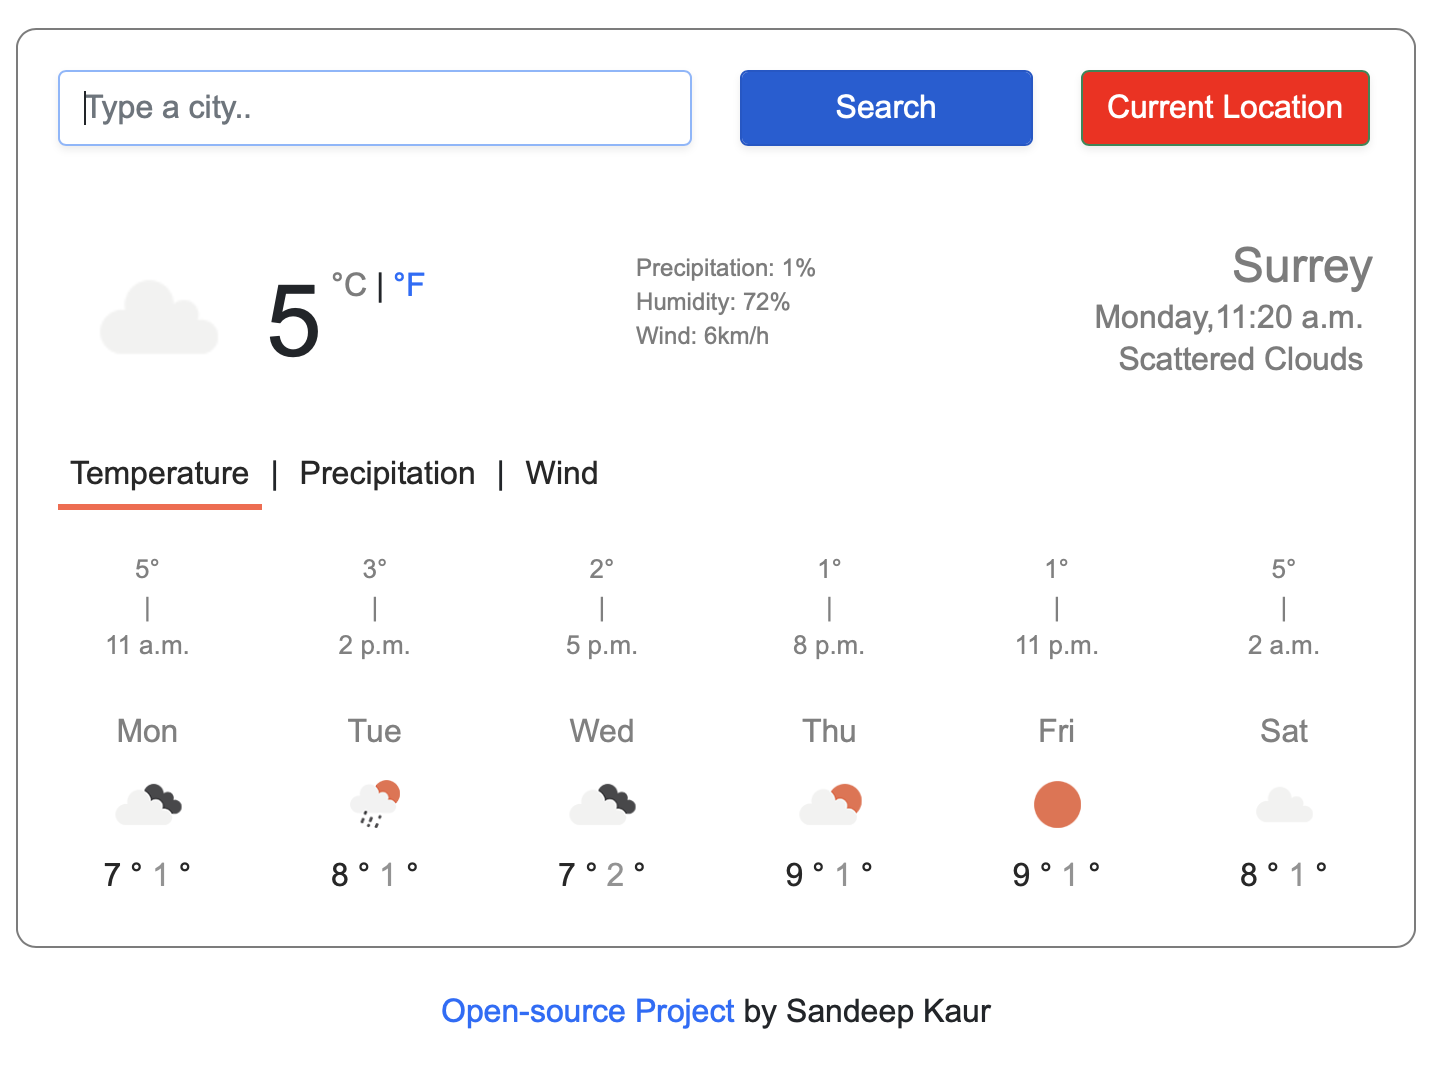 Type a city..
Search
Current Location
5 °C | °F
Precipitation: 1%
Humidity: 72%
Wind: 6km/h
Surrey
Monday,11:20 a.m.
Scattered Clouds
Temperature | Precipitation | Wind
5° 3° 2° 1° 1° 5°
| | | | | |
11 a.m. 2 p.m. 5 p.m. 8 p.m. 11 p.m. 2 a.m.
Mon Tue Wed Thu Fri Sat
7 ° 1 ° 8 ° 1 ° 7 ° 2 ° 9 ° 1 ° 9 ° 1 ° 8 ° 1 °
Open-source Project by Sandeep Kaur